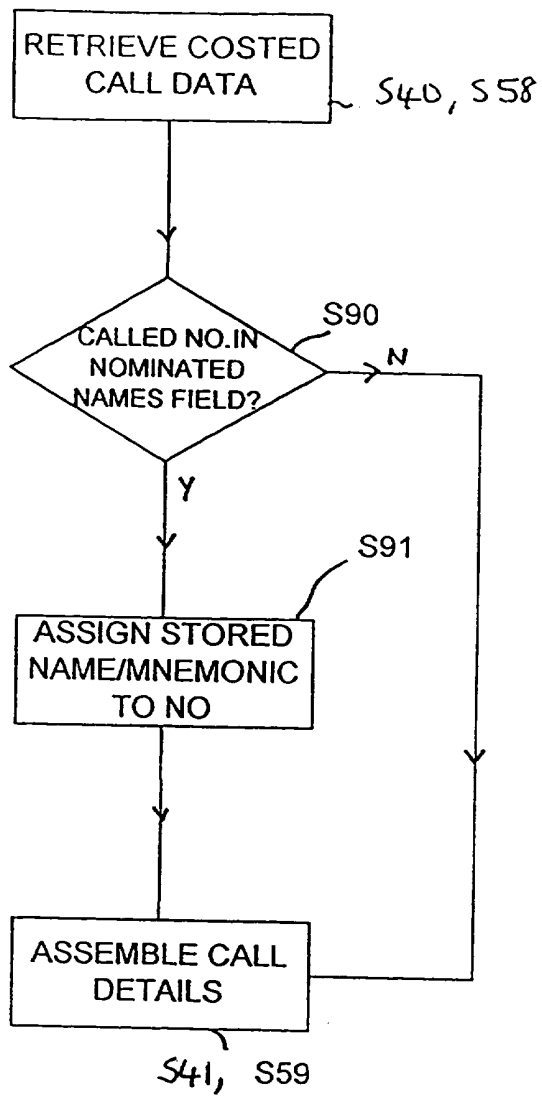 RETRIEVE COSTED
CALL DATA
S40, S58
S90
CALLED NO.IN
NOMINATED
NAMES FIELD?
N
Y
S91
ASSIGN STORED
NAME/MNEMONIC
TO NO
ASSEMBLE CALL
DETAILS
S41, S59